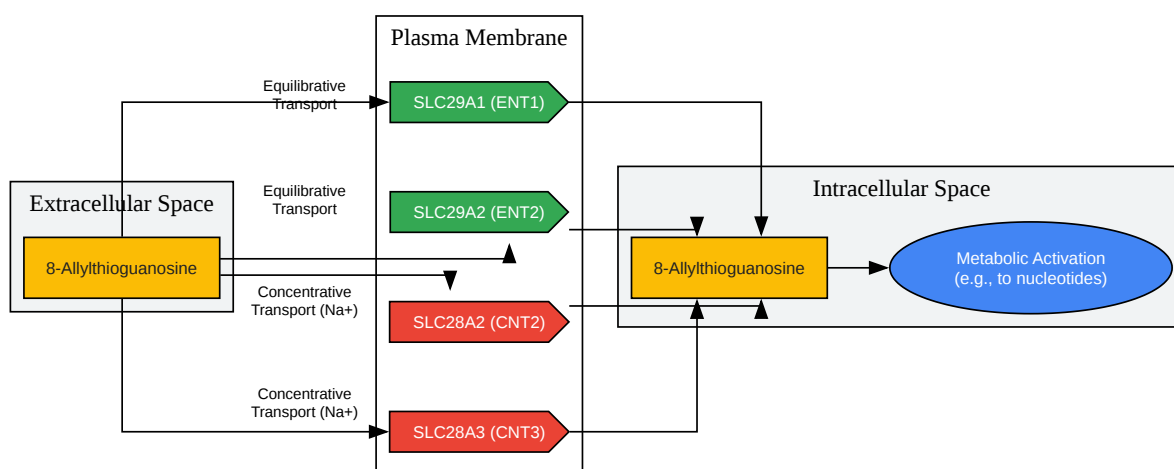 Plasma Membrane
Equilibrative
Transport
SLC29A1 (ENT1)
Extracellular Space
8-Allylthioguanosine
Equilibrative
Transport
SLC29A2 (ENT2)
Intracellular Space
8-Allylthioguanosine
Metabolic Activation
(e.g., to nucleotides)
Concentrative
Transport (Na+)
SLC28A2 (CNT2)
Concentrative
Transport (Na+)
SLC28A3 (CNT3)